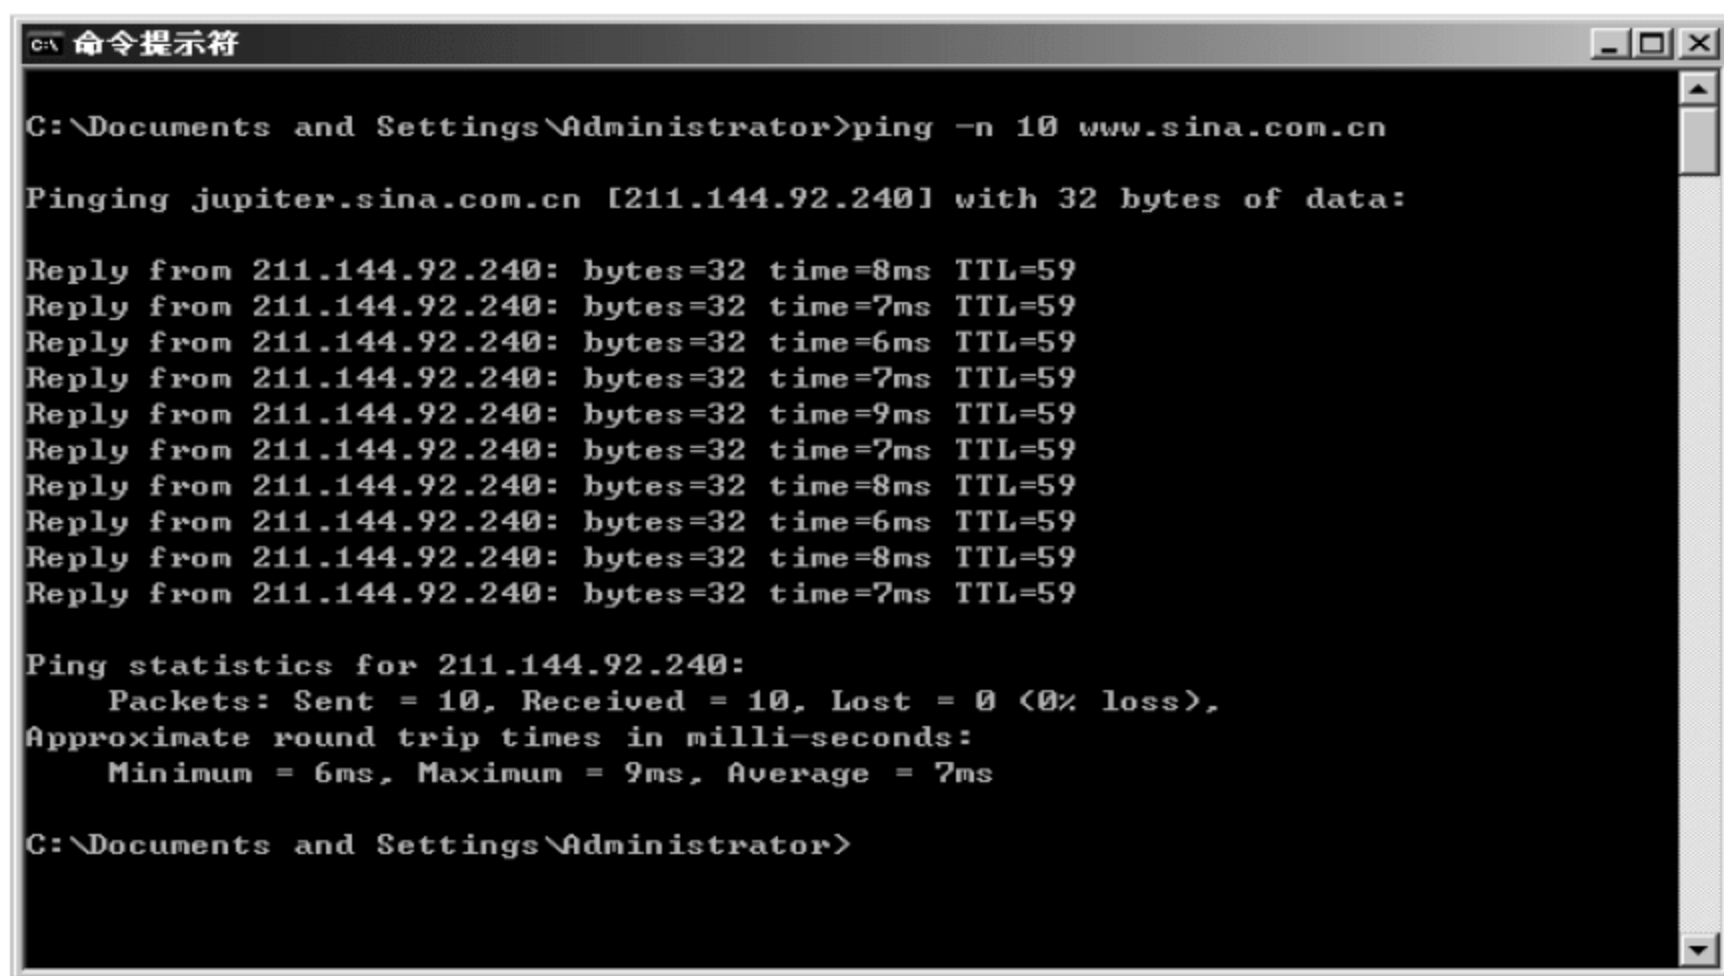 命令提示符
C:\Documents and Settings\Administrator>ping -n 10 www.sina.com.cn
Pinging jupiter.sina.com.cn [211.144.92.240] with 32 bytes of data:
Reply from 211.144.92.240: bytes=32 time=8ms TTL=59
Reply from 211.144.92.240: bytes=32 time=7ms TTL=59
Reply from 211.144.92.240: bytes=32 time=6ms TTL=59
Reply from 211.144.92.240: bytes=32 time=7ms TTL=59
Reply from 211.144.92.240: bytes=32 time=9ms TTL=59
Reply from 211.144.92.240: bytes=32 time=7ms TTL=59
Reply from 211.144.92.240: bytes=32 time=8ms TTL=59
Reply from 211.144.92.240: bytes=32 time=6ms TTL=59
Reply from 211.144.92.240: bytes=32 time=8ms TTL=59
Reply from 211.144.92.240: bytes=32 time=7ms TTL=59
Ping statistics for 211.144.92.240:
Packets: Sent = 10, Received = 10, Lost = 0 (0% loss),
Approximate round trip times in milli-seconds:
Minimum = 6ms, Maximum = 9ms, Average = 7ms
C:\Documents and Settings\Administrator>